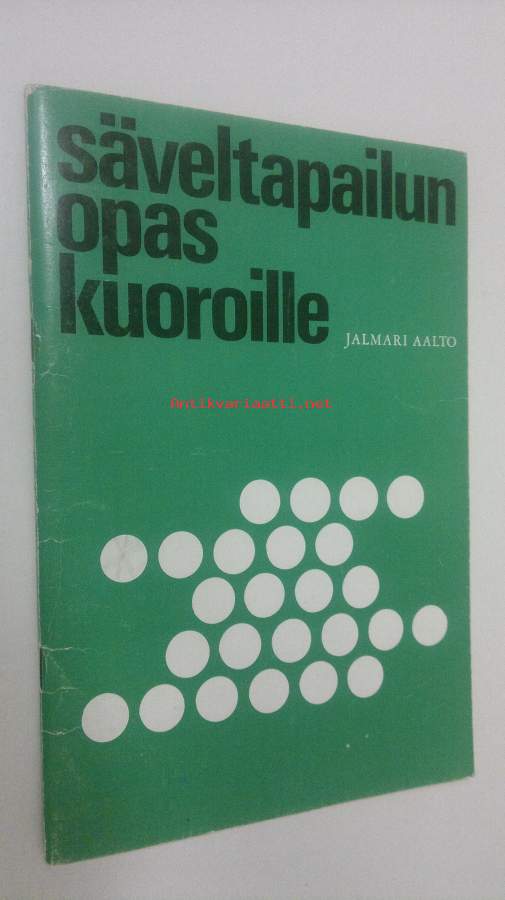 säveltapailun
opas
kuoroille
JALMARI AALTO
Antikvariaatti.net